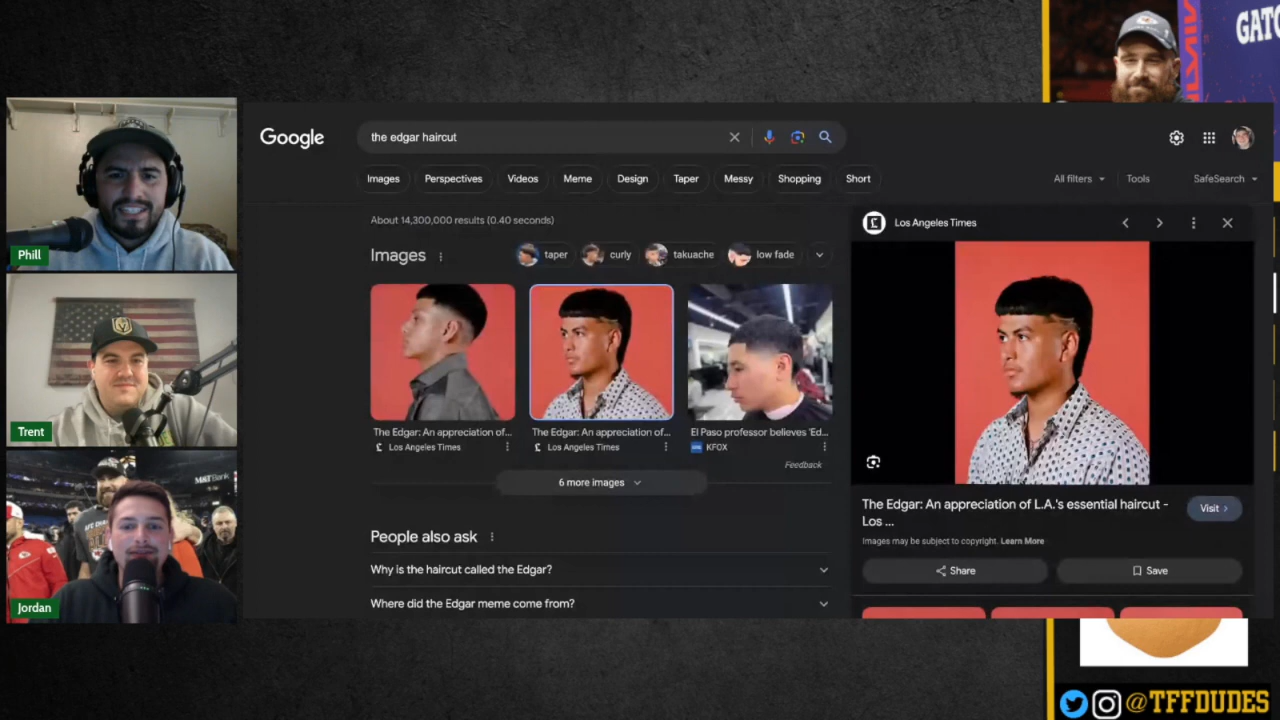 GATO
Phill
Trent
Jordan
Google
the edgar haircut
Images
Perspectives
Videos
Meme
Design
Taper
Messy
Shopping
Short
All filters
Tools
SafeSearch
About 14,300,000 results (0.40 seconds)
Images
taper
curly
takuache
low fade
The Edgar: An appreciation of...
Los Angeles Times
The Edgar: An appreciation of...
Los Angeles Times
El Paso professor believes 'Ed...
KFOX
Feedback
6 more images
People also ask
Why is the haircut called the Edgar?
Where did the Edgar meme come from?
Los Angeles Times
The Edgar: An appreciation of L.A.'s essential haircut -
Los ...
Visit
Images may be subject to copyright. Learn More
Share
Save
@TFFDUDES